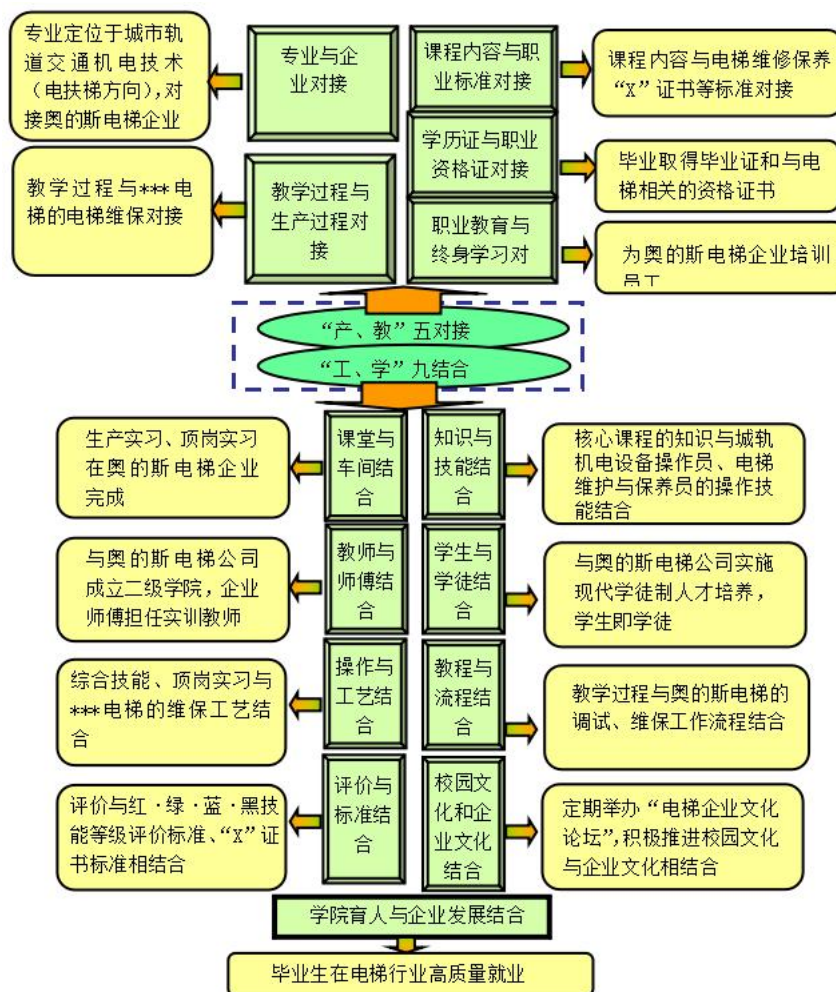 专业定位于城市轨
道交通机电技术
（电扶梯方向），对
接奥的斯电梯企业
专业与企
业对接
课程内容与职
业标准对接
课程内容与电梯维修保养
“X”证书等标准对接
教学过程与***电
梯的电梯维保对接
教学过程与
生产过程对
接
学历证与职业
资格证对接
毕业取得毕业证和与电
梯相关的资格证书
职业教育与
终身学习对
为奥的斯电梯企业培训
员工
“产、教”五对接
“工、学”九结合
生产实习、顶岗实习
在奥的斯电梯企业
完成
课堂与
车间结
合
知识与
技能结
合
核心课程的知识与城轨
机电设备操作员、电梯
维护与保养员的操作技
能结合
与奥的斯电梯公司
成立二级学院，企业
师傅担任实训教师
教师与
师傅结
合
学生与
学徒结
合
与奥的斯电梯公司实施
现代学徒制人才培养，
学生即学徒
综合技能、顶岗实习与
***电梯的维保工艺结
合
操作与
工艺结
合
教程与
流程结
合
教学过程与奥的斯电梯的
调试、维保工作流程结合
评价与红·绿·蓝·黑技
能等级评价标准、“X”证
书标准相结合
评价与
标准结
合
校园文
化和企
业文化
结合
定期举办“电梯企业文化
论坛”，积极推进校园文化
与企业文化相结合
学院育人与企业发展结合
毕业生在电梯行业高质量就业